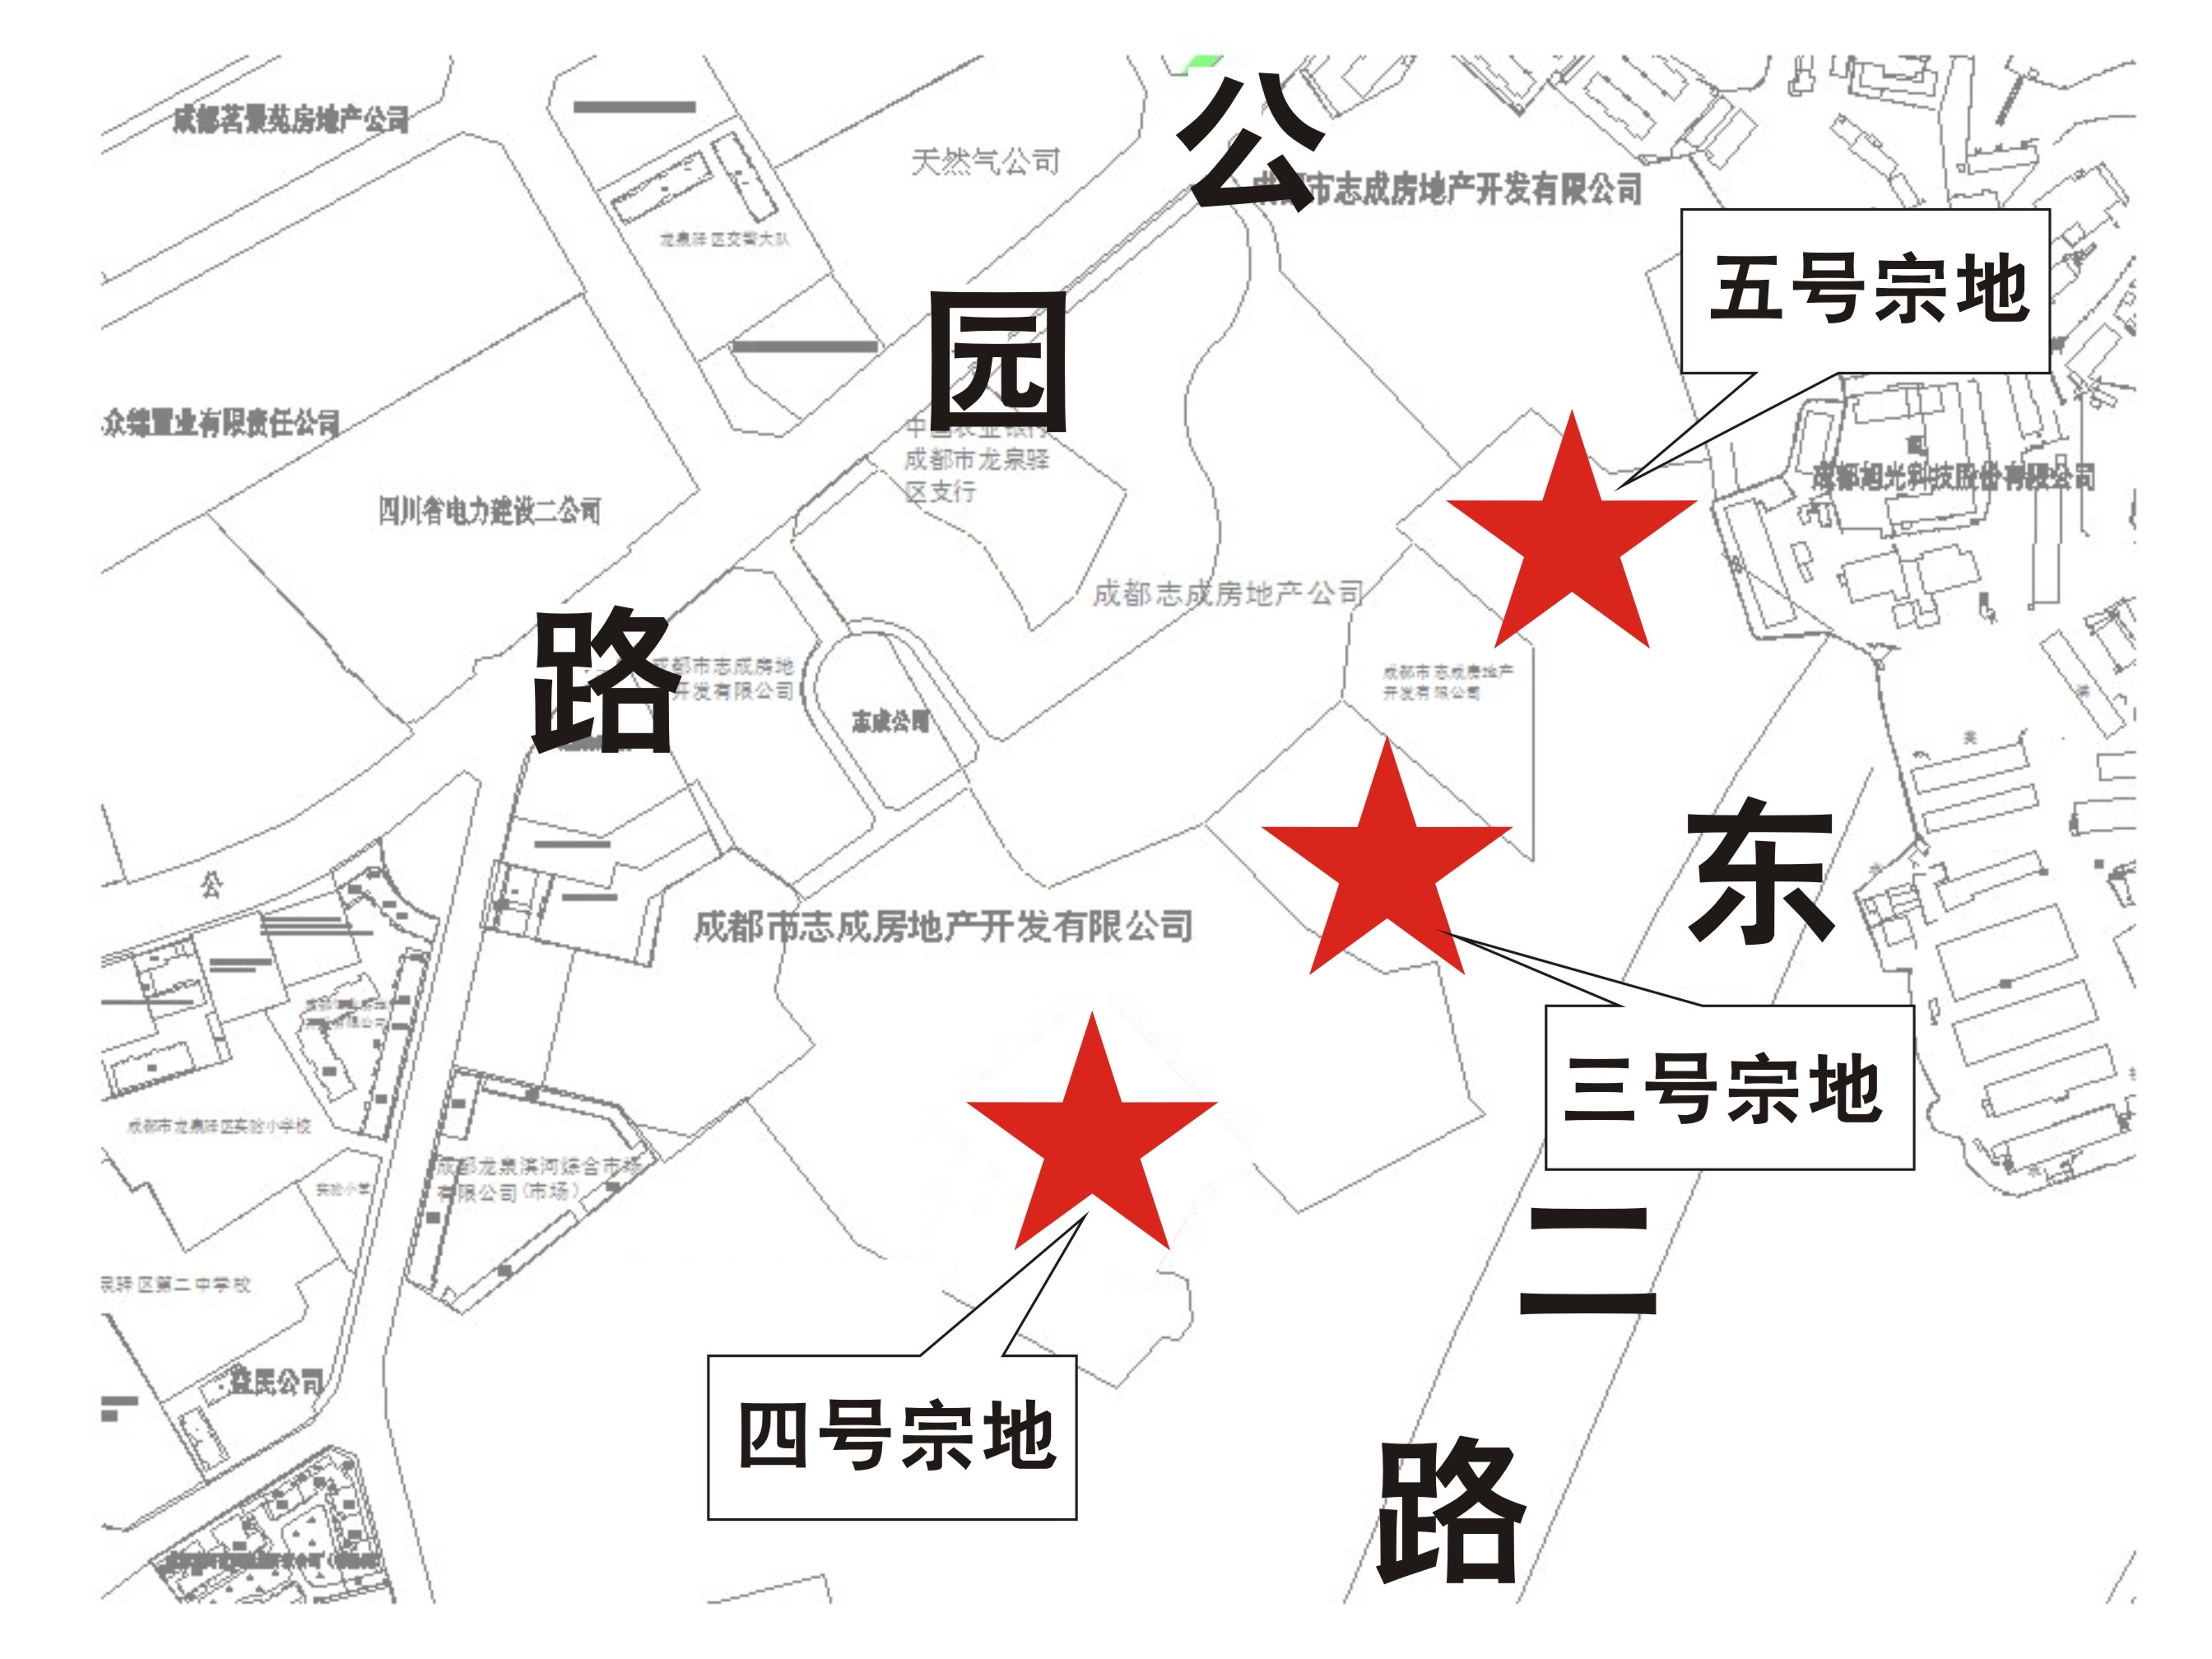 公
园
路
东
二
路
五号宗地
三号宗地
四号宗地
成都茗景苑房地产公司
天然气公司
成都市志成房地产开发有限公司
龙泉驿区交警大队
众锦置业有限责任公司
四川省电力建设二公司
中国农业银行
成都市龙泉驿
区支行
成都旭光科技股份有限公司
成都志成房地产公司
成都市志成房地
开发有限公司
成都市志成房地产
开发有限公司
志成公司
公
成都市志成房地产开发有限公司
成都市龙泉驿区实验小学校
实验小学
成都龙泉滨河综合市场
有限公司(市场)
泉驿区第二中学校
益民公司